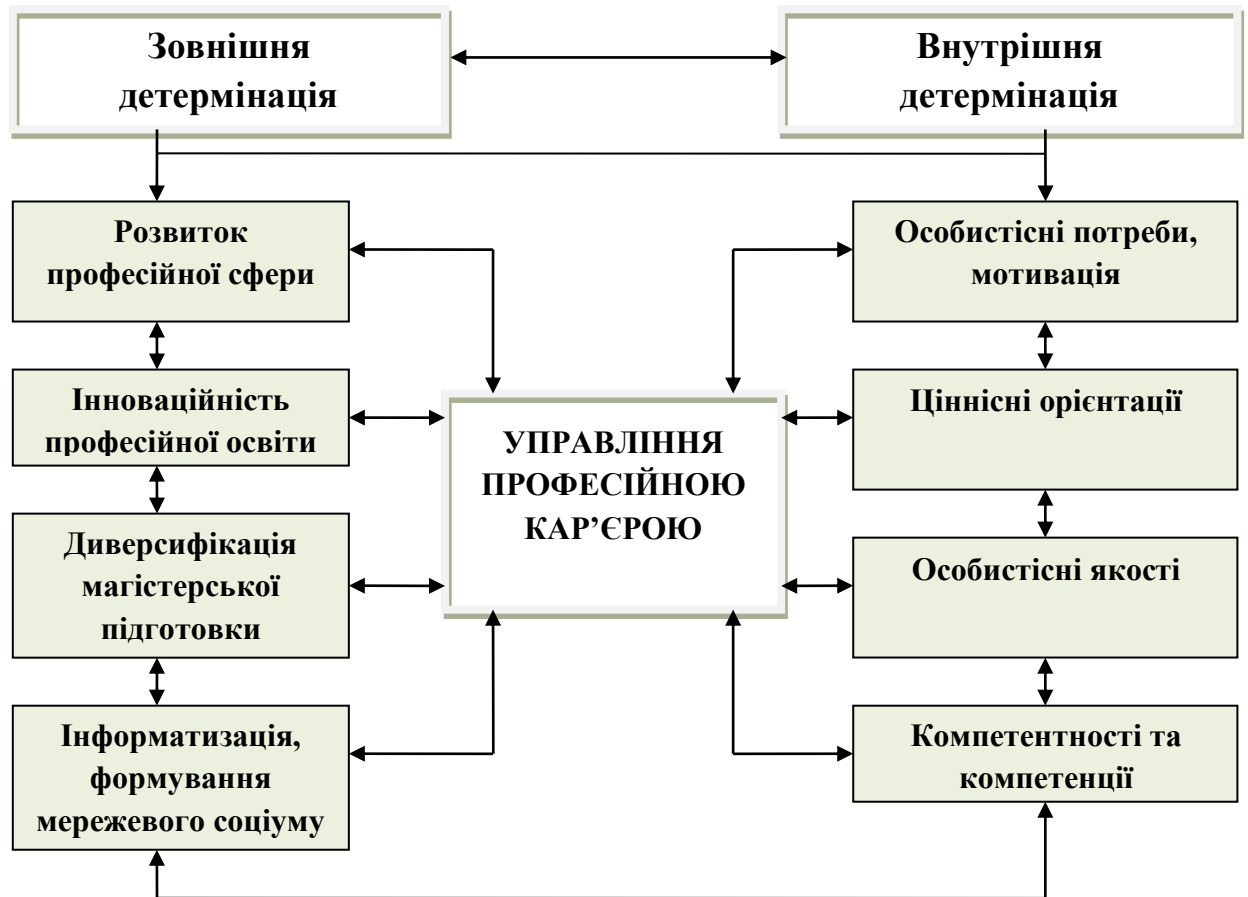 Зовнішня
детермінація
Внутрішня
детермінація
Розвиток
професійної сфери
Особистісні потреби,
мотивація
Інноваційність
професійної освіти
Ціннісні орієнтації
УПРАВЛІННЯ
ПРОФЕСІЙНОЮ
КАР’ЄРОЮ
Диверсифікація
магістерської
підготовки
Особистісні якості
Інформатизація,
формування
мережевого соціуму
Компетентності та
компетенції